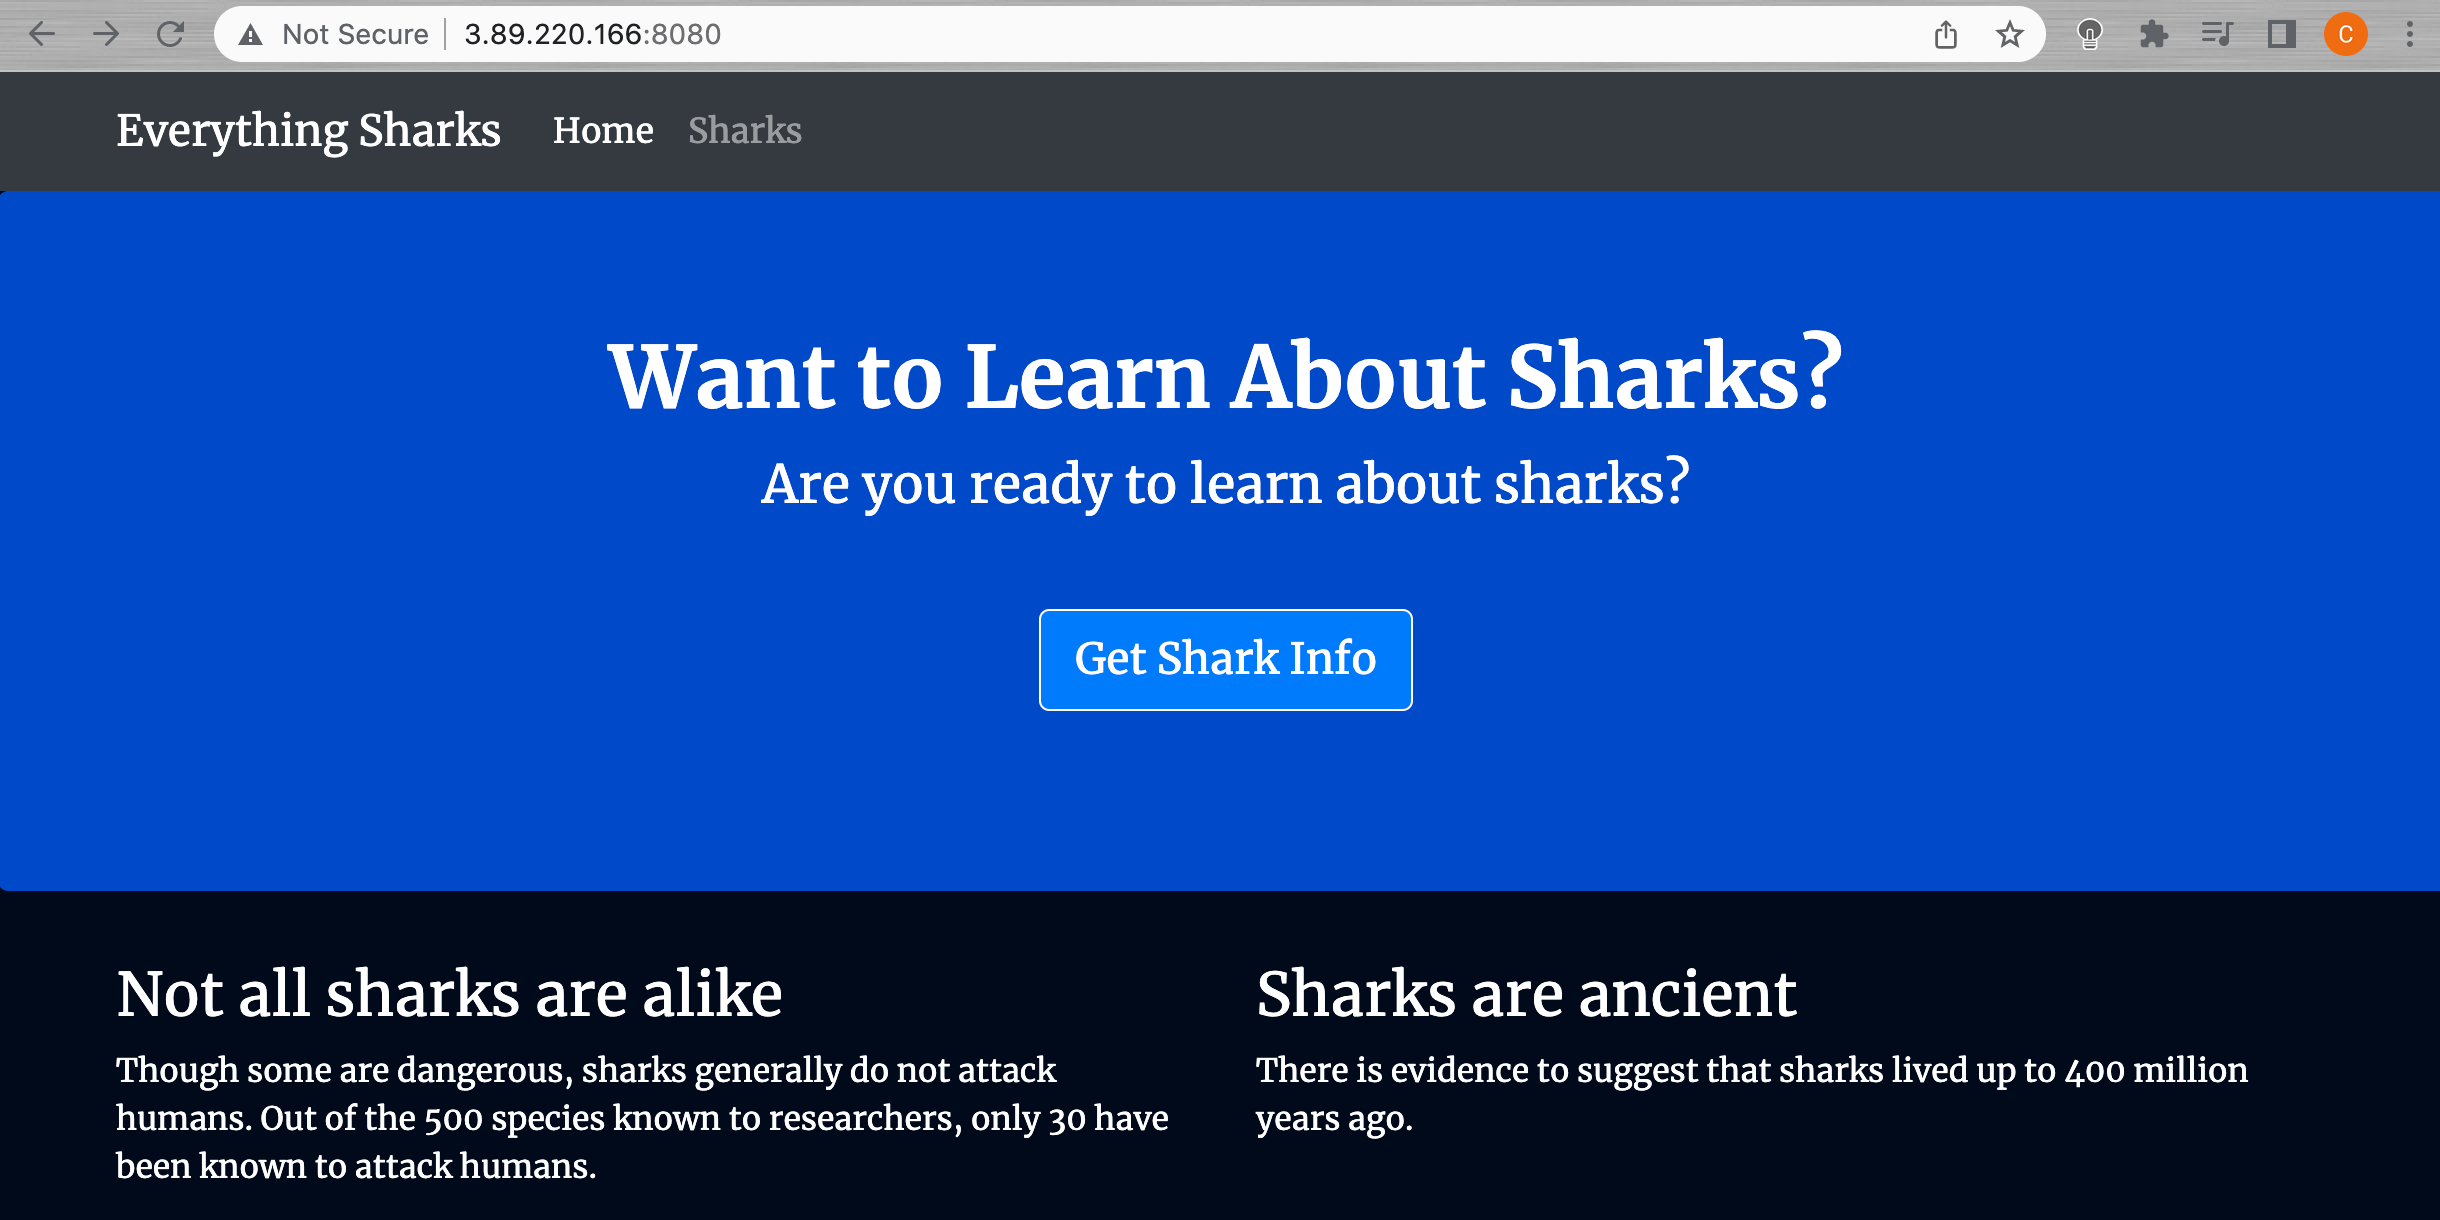 Not Secure 3.89.220.166:8080
C
Everything Sharks Home Sharks
Want to Learn About Sharks?
Are you ready to learn about sharks?
Get Shark Info
Not all sharks are alike
Though some are dangerous, sharks generally do not attack
humans. Out of the 500 species known to researchers, only 30 have
been known to attack humans.
Sharks are ancient
There is evidence to suggest that sharks lived up to 400 million
years ago.